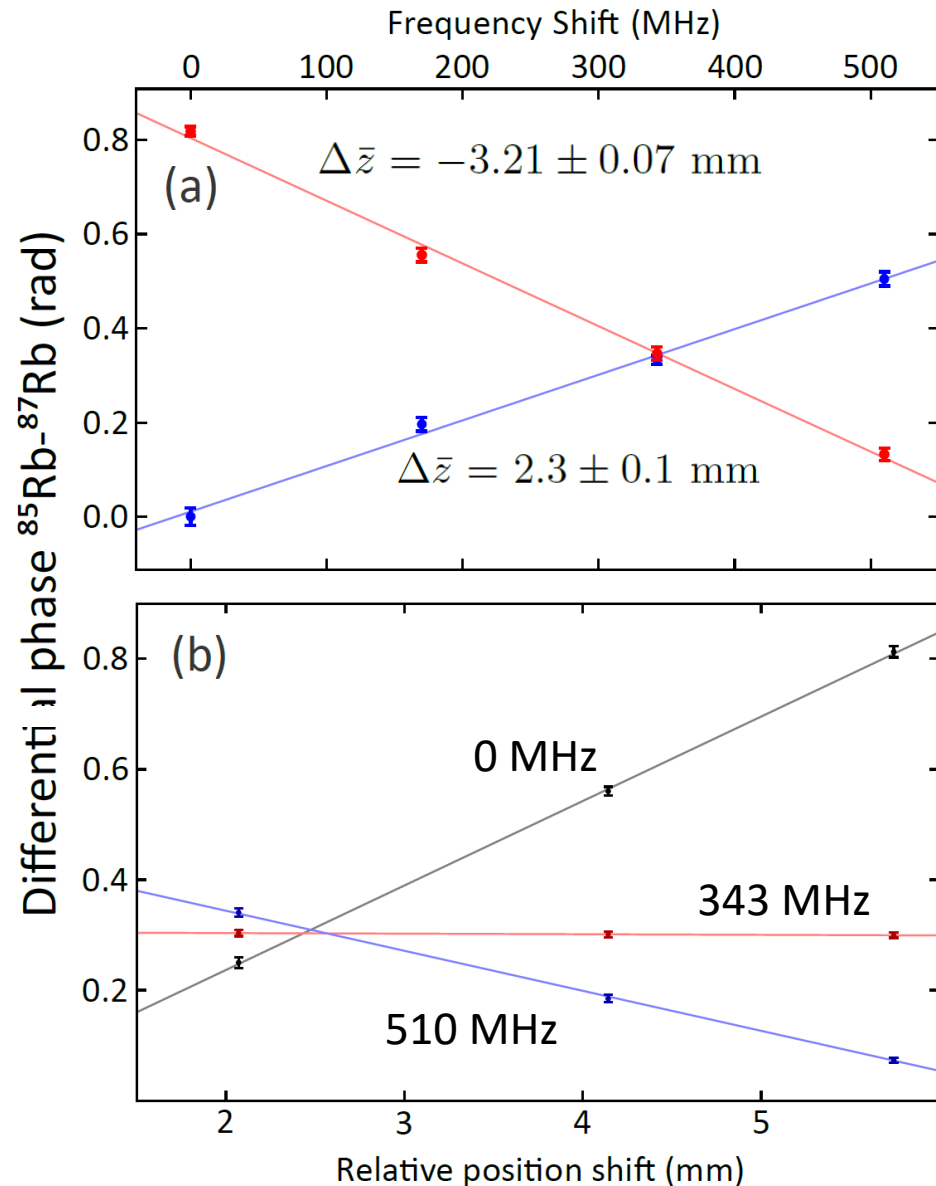 Frequency Shift (MHz)
0 100 200 300 400 500
Differential phase ⁸⁵Rb-⁸⁷Rb (rad)
0.8
0.6
0.4
0.2
0.0
(a)
Δz̄ = −3.21 ± 0.07 mm
Δz̄ = 2.3 ± 0.1 mm
(b)
0.8
0.6
0.4
0.2
0 MHz
343 MHz
510 MHz
2 3 4 5
Relative position shift (mm)